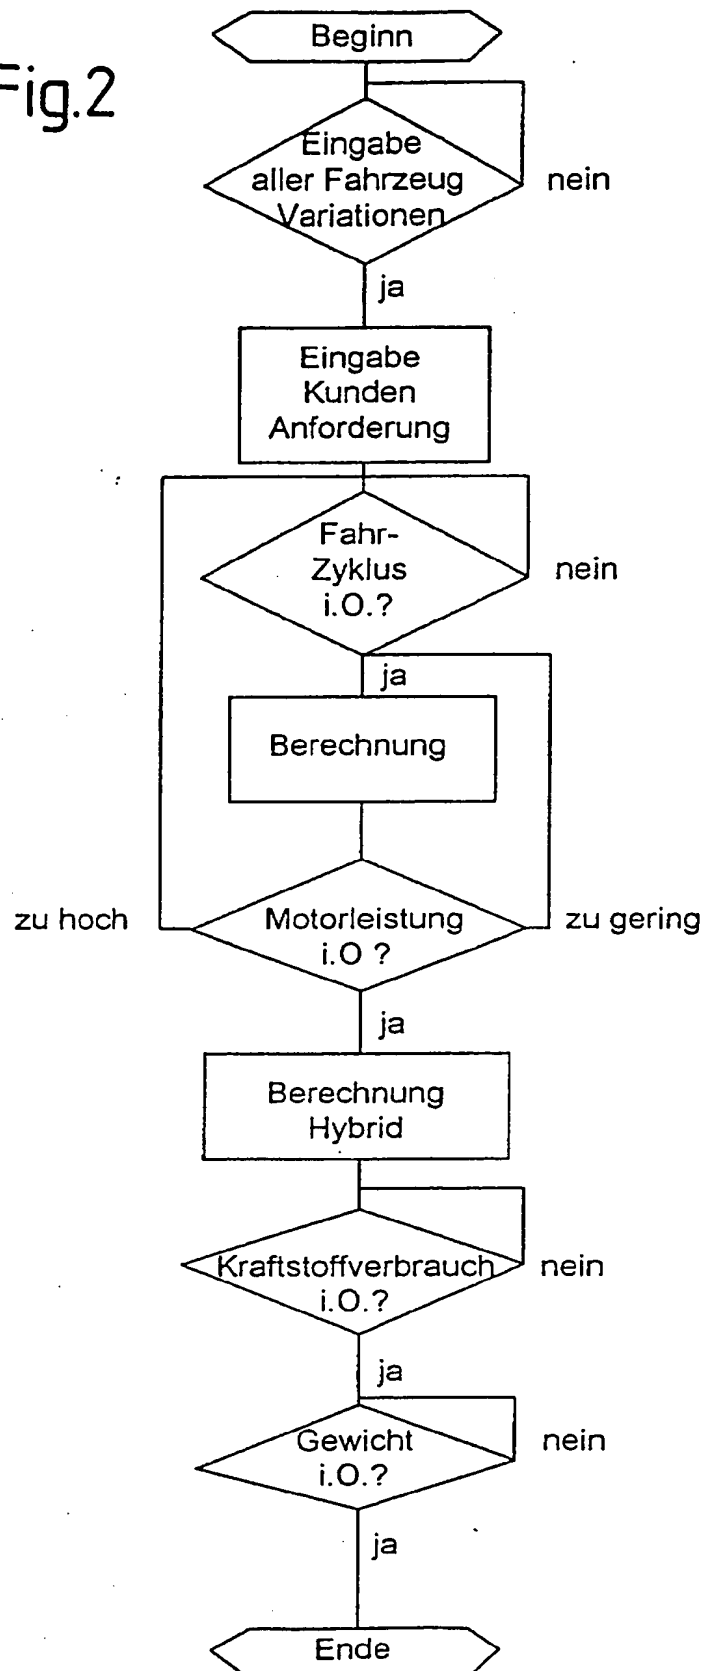 Beginn
Fig.2
Eingabe
aller Fahrzeug
Variationen
nein
ja
Eingabe
Kunden
Anforderung
Fahr-
Zyklus
i.O.?
nein
ja
Berechnung
zu hoch
Motorleistung
i.O ?
zu gering
ja
Berechnung
Hybrid
Kraftstoffverbrauch
i.O.?
nein
ja
Gewicht
i.O.?
nein
ja
Ende